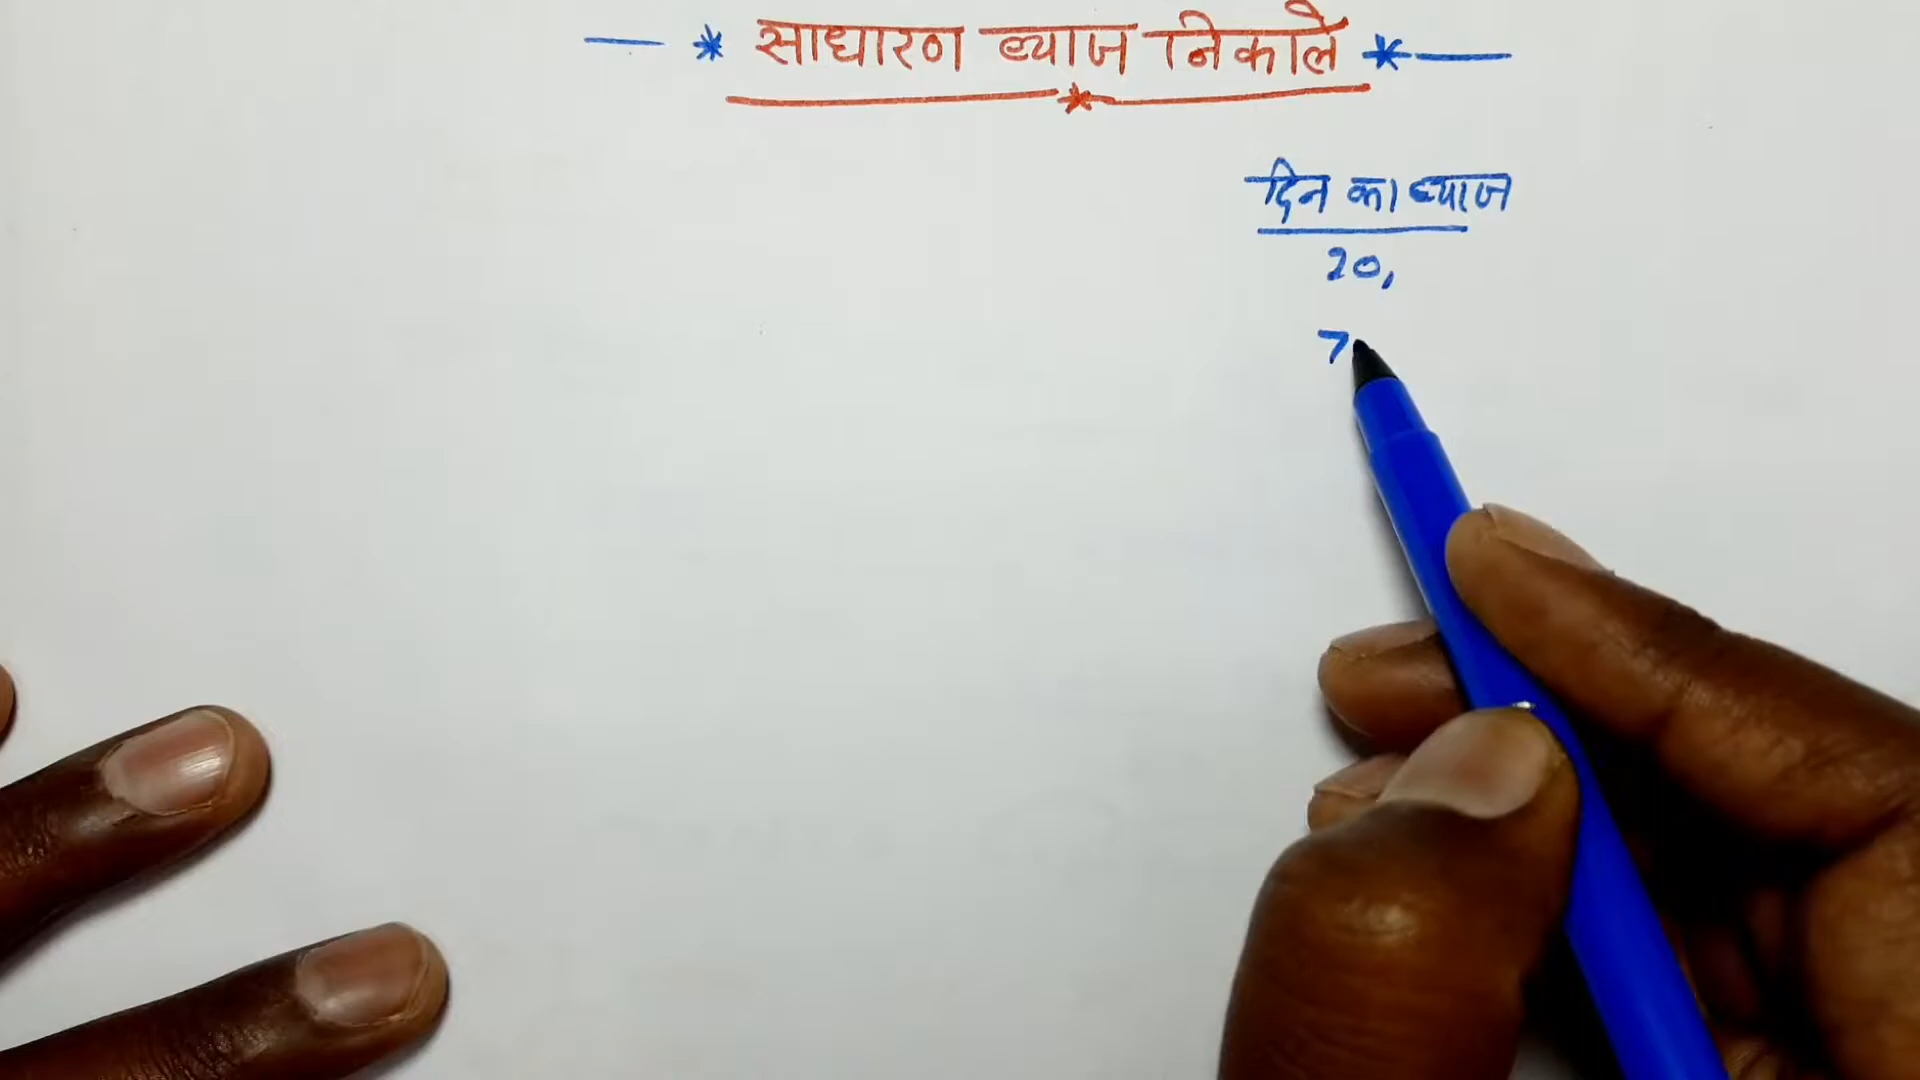 साधारण ब्याज निकाले
दिन का ब्याज
20,
7